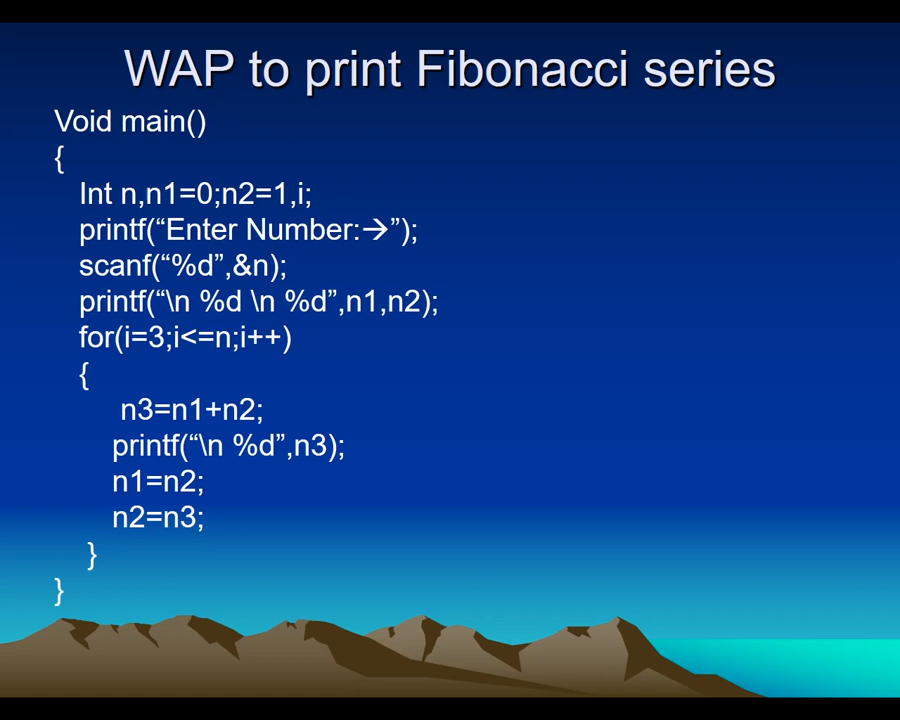 WAP to print Fibonacci series
Void main()
{
Int n,n1=0;n2=1,i;
printf(“Enter Number:→”);
scanf(“%d”,&n);
printf(“\n %d \n %d”,n1,n2);
for(i=3;i<=n;i++)
{
n3=n1+n2;
printf(“\n %d”,n3);
n1=n2;
n2=n3;
}
}